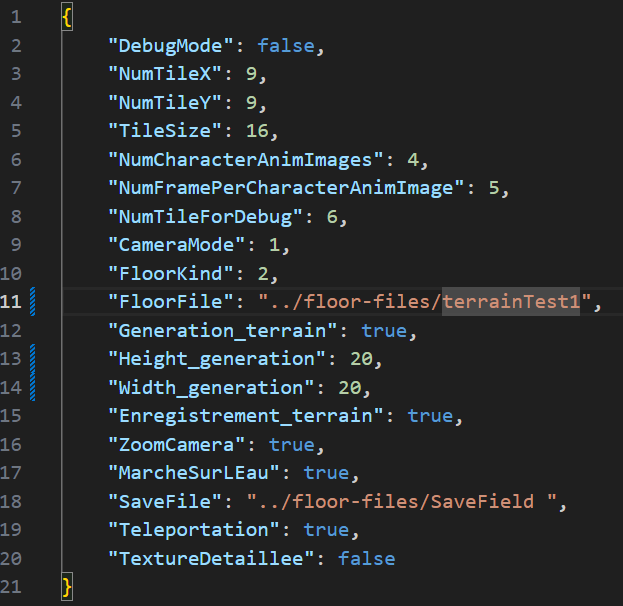 1 {
2 "DebugMode": false,
3 "NumTileX": 9,
4 "NumTileY": 9,
5 "TileSize": 16,
6 "NumCharacterAnimImages": 4,
7 "NumFramePerCharacterAnimImage": 5,
8 "NumTileForDebug": 6,
9 "CameraMode": 1,
10 "FloorKind": 2,
11 "FloorFile": "../floor-files/terrainTest1",
12 "Generation_terrain": true,
13 "Height_generation": 20,
14 "Width_generation": 20,
15 "Enregistrement_terrain": true,
16 "ZoomCamera": true,
17 "MarcheSurLEau": true,
18 "SaveFile": "../floor-files/SaveField ",
19 "Teleportation": true,
20 "TextureDetaillee": false
21 }